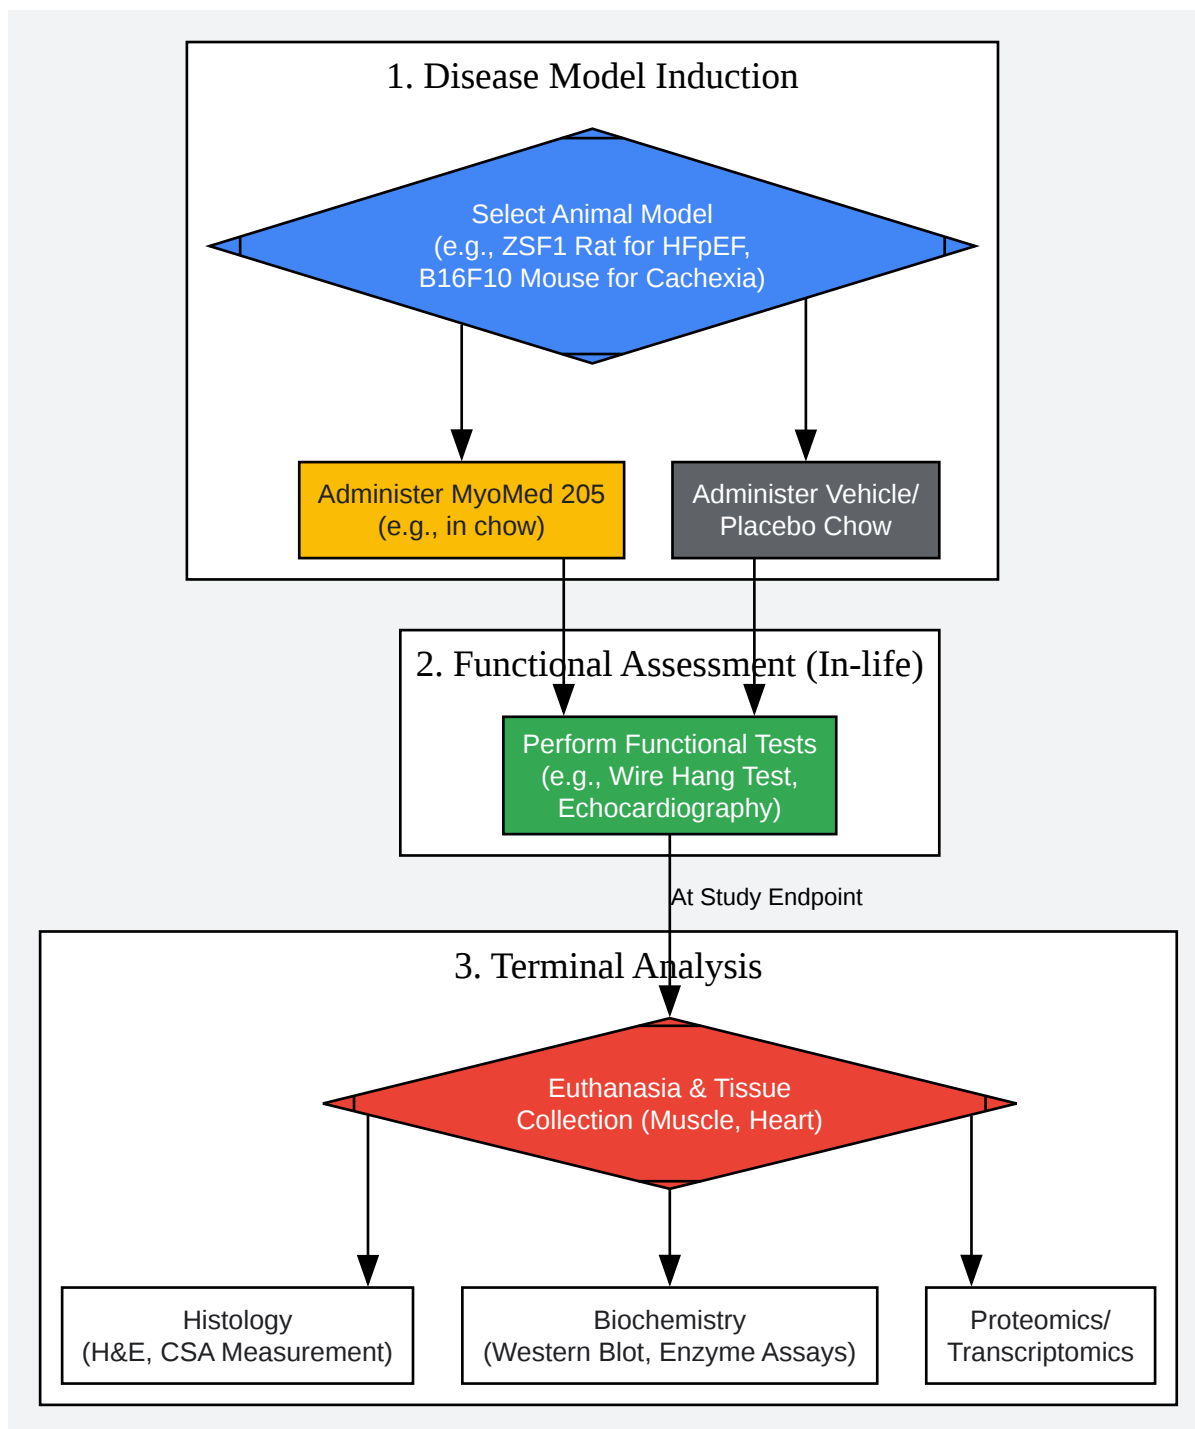 1. Disease Model Induction
Select Animal Model
(e.g., ZSF1 Rat for HFpEF,
B16F10 Mouse for Cachexia)
Administer MyoMed 205
(e.g., in chow)
Administer Vehicle/
Placebo Chow
2. Functional Assessment (In-life)
Perform Functional Tests
(e.g., Wire Hang Test,
Echocardiography)
At Study Endpoint
3. Terminal Analysis
Euthanasia & Tissue
Collection (Muscle, Heart)
Histology
(H&E, CSA Measurement)
Biochemistry
(Western Blot, Enzyme Assays)
Proteomics/
Transcriptomics